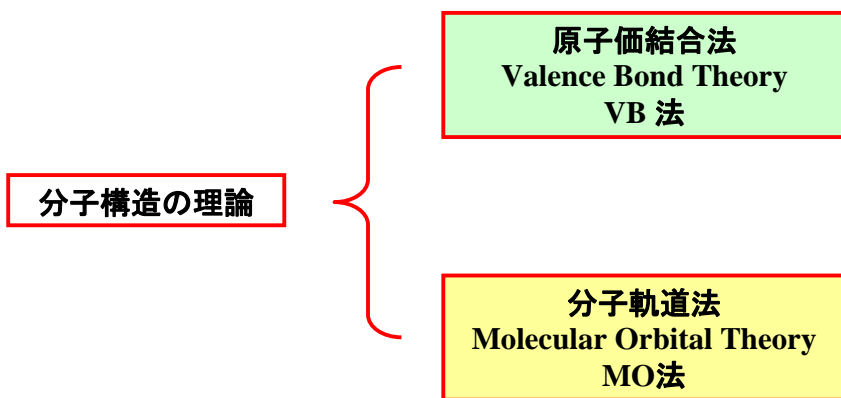 分子構造の理論
原子価結合法
Valence Bond Theory
VB 法
分子軌道法
Molecular Orbital Theory
MO法